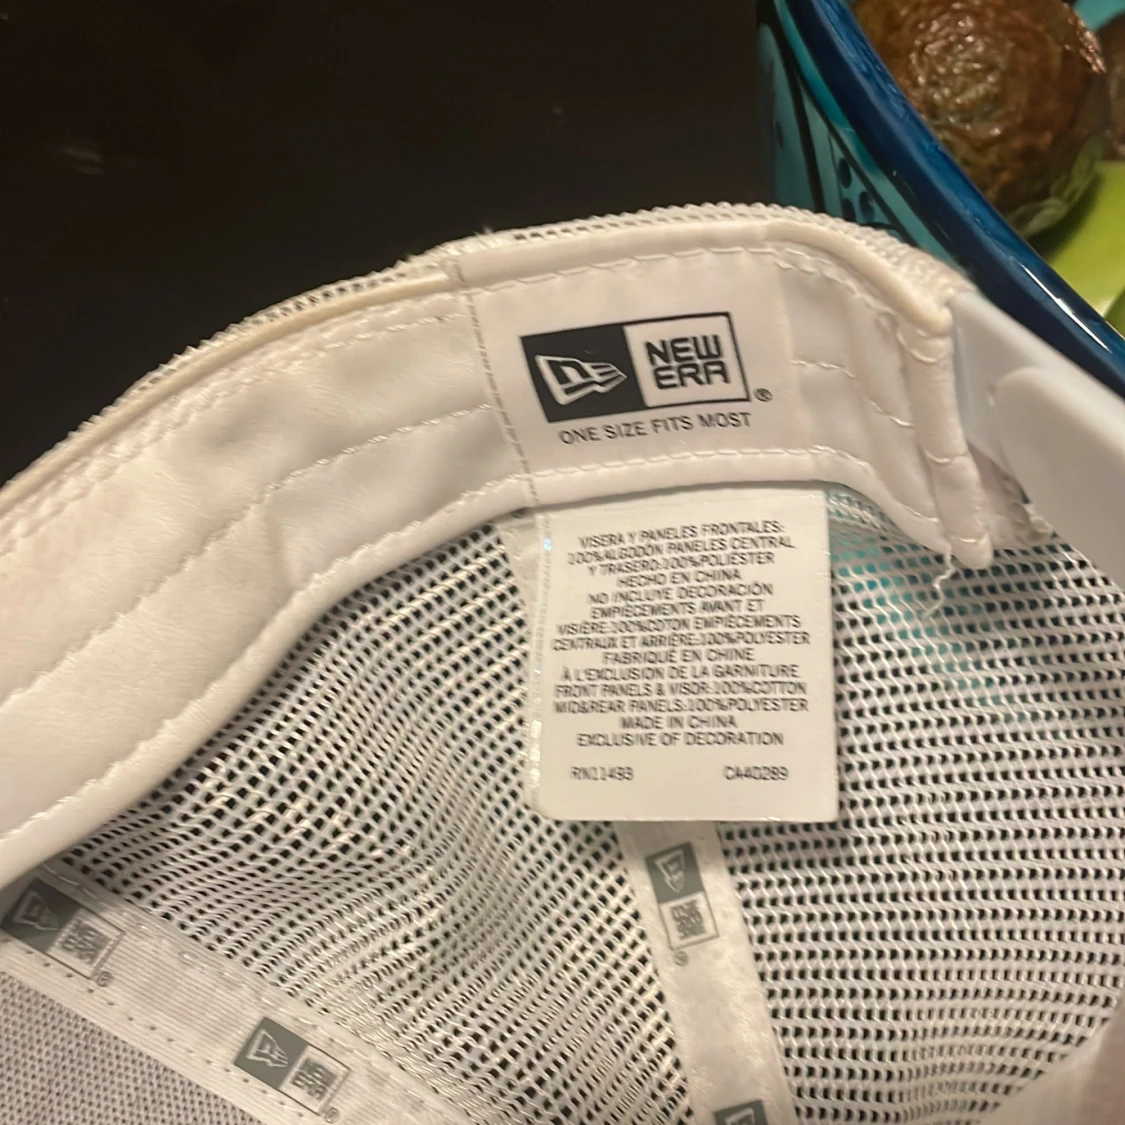 NEW
ERA
®
ONE SIZE FITS MOST
VISERA Y PANELES FRONTALES:
100%ALGODÓN PANELES CENTRAL
Y TRASERO:100%POLIÉSTER
HECHO EN CHINA
NO INCLUYE DECORACIÓN
EMPIÈCEMENTS AVANT ET
VISIÈRE:100%COTON EMPIÈCEMENTS
CENTRAUX ET ARRIÈRE:100%POLYESTER
FABRIQUÉ EN CHINE
À L'EXCLUSION DE LA GARNITURE
FRONT PANELS & VISOR:100%COTTON
MID&REAR PANELS:100%POLYESTER
MADE IN CHINA
EXCLUSIVE OF DECORATION
RN11493 CA40289